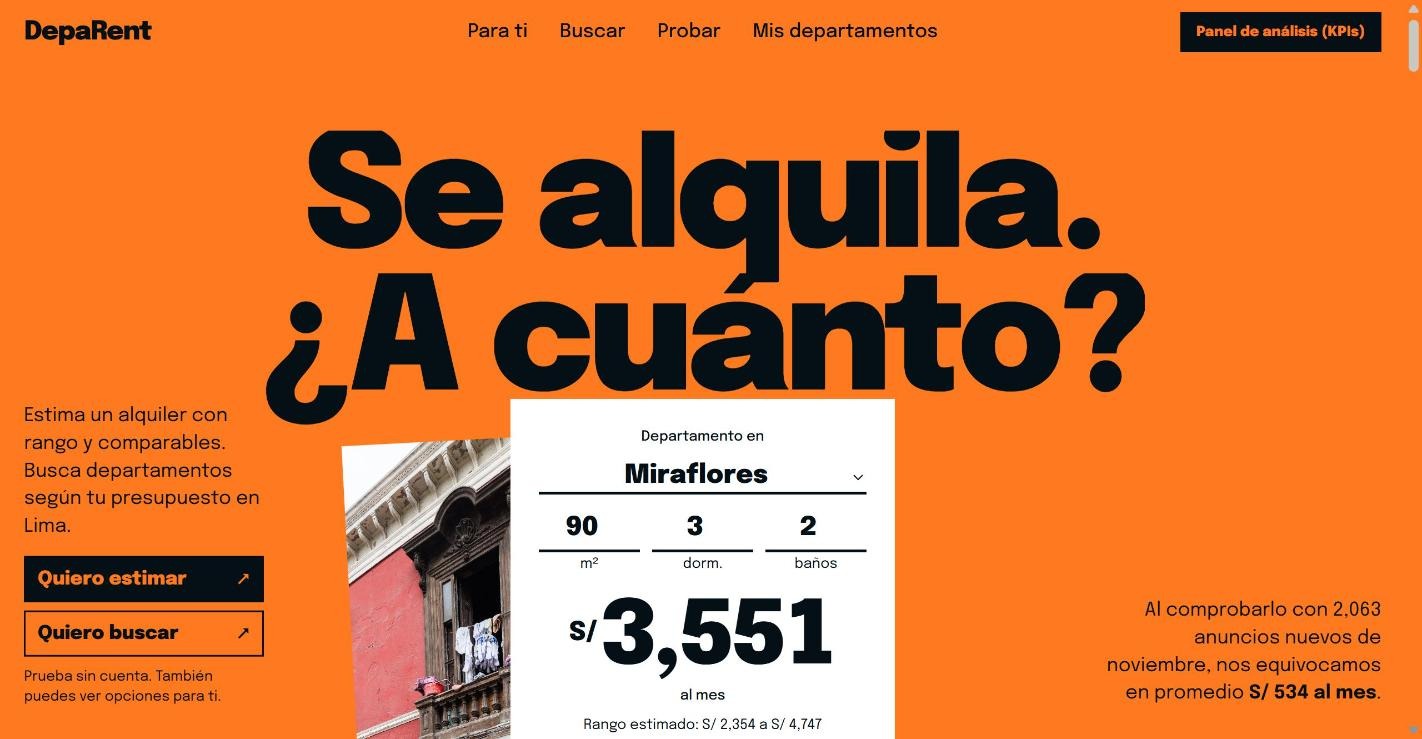 DepaRent
Para ti
Buscar
Probar
Mis departamentos
Panel de análisis (KPIs)
Se alquila.
¿A cuánto?
Estima un alquiler con
rango y comparables.
Busca departamentos
según tu presupuesto en
Lima.
Quiero estimar ↗
Quiero buscar ↗
Prueba sin cuenta. También
puedes ver opciones para ti.
Departamento en
Miraflores
90 3 2
m² dorm. baños
S/ 3,551
al mes
Rango estimado: S/ 2,354 a S/ 4,747
Al comprobarlo con 2,063
anuncios nuevos de
noviembre, nos equivocamos
en promedio S/ 534 al mes.